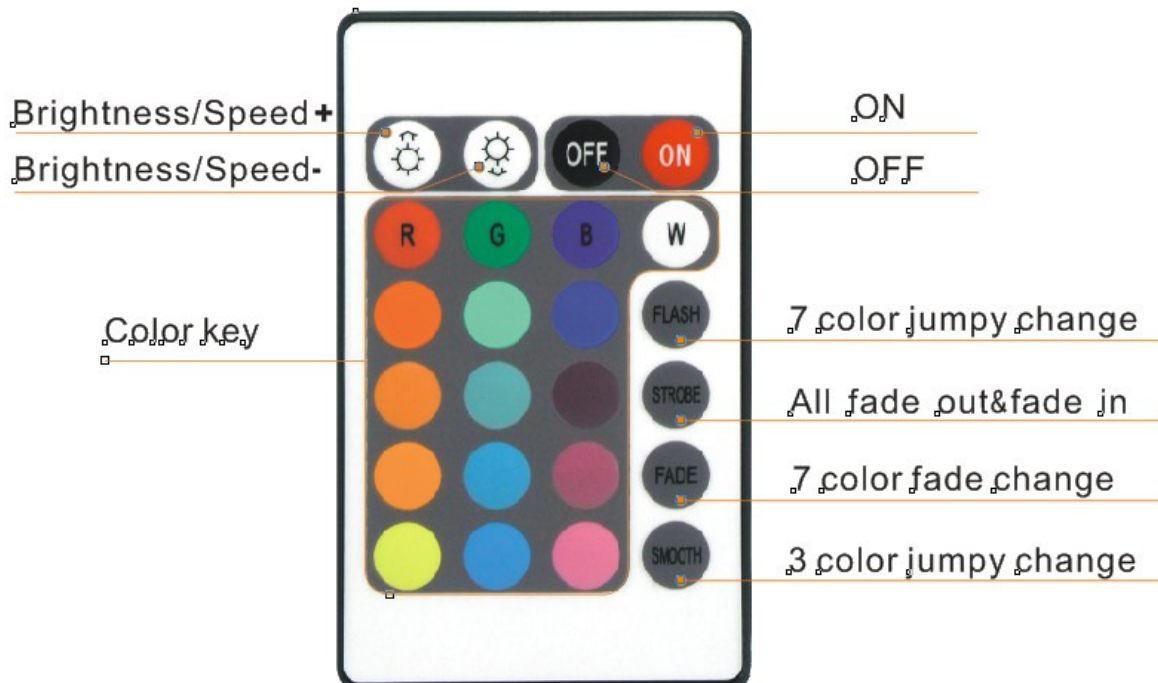 Brightness/Speed +
ON
Brightness/Speed-
OFF
OFF
ON
R
G
B
W
Color key
FLASH
7 color jumpy change
STROBE
All fade out&fade in
FADE
7 color fade change
SMOCTH
3 color jumpy change